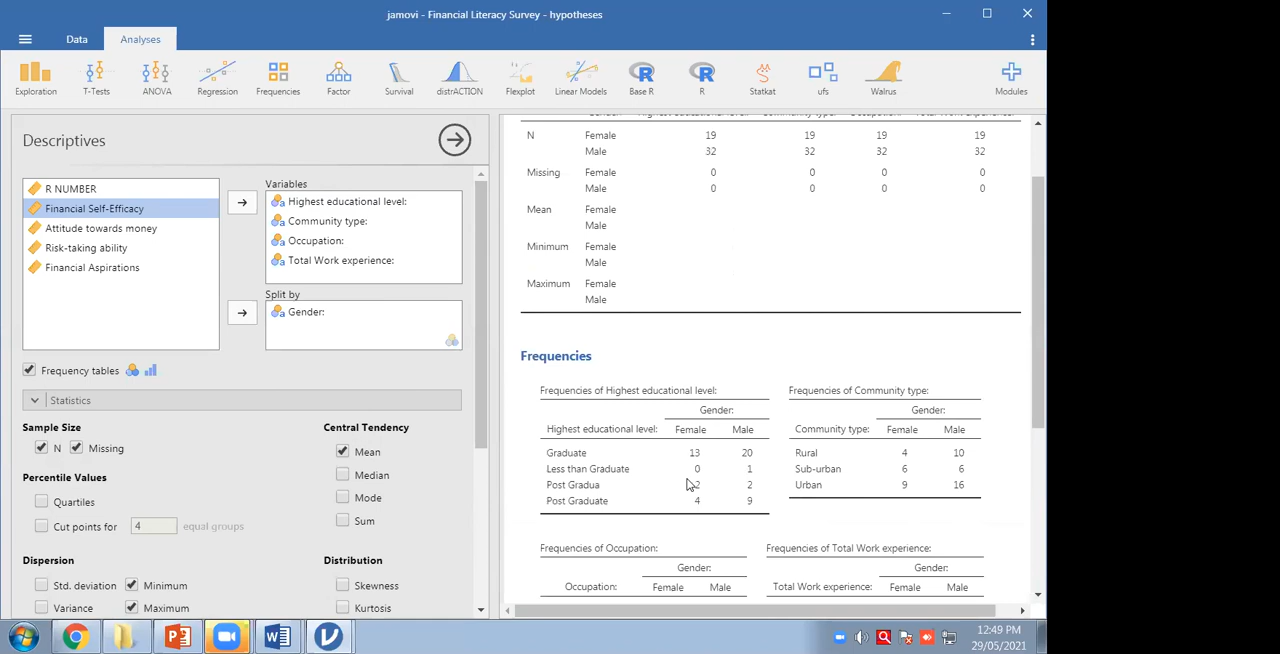 jamovi - Financial Literacy Survey - hypotheses
Data Analyses
Exploration T-Tests ANOVA Regression Frequencies Factor Survival distrACTION Flexplot Linear Models Base R R Statkat ufs Walrus Modules
Descriptives
R NUMBER
Financial Self-Efficacy
Attitude towards money
Risk-taking ability
Financial Aspirations
Variables
Highest educational level:
Community type:
Occupation:
Total Work experience:
Split by
Gender:
Frequency tables
Statistics
Sample Size
N Missing
Percentile Values
Quartiles
Cut points for 4 equal groups
Dispersion
Std. deviation Minimum
Variance Maximum
Central Tendency
Mean
Median
Mode
Sum
Distribution
Skewness
Kurtosis
N Female 19 19 19 19
Male 32 32 32 32
Missing Female 0 0 0 0
Male 0 0 0 0
Mean Female
Male
Minimum Female
Male
Maximum Female
Male
Frequencies
Frequencies of Highest educational level:
Gender:
Highest educational level: Female Male
Graduate 13 20
Less than Graduate 0 1
Post Gradua 2 2
Post Graduate 4 9
Frequencies of Community type:
Gender:
Community type: Female Male
Rural 4 10
Sub-urban 6 6
Urban 9 16
Frequencies of Occupation:
Gender:
Occupation: Female Male
Frequencies of Total Work experience:
Gender:
Total Work experience: Female Male
12:49 PM
29/05/2021